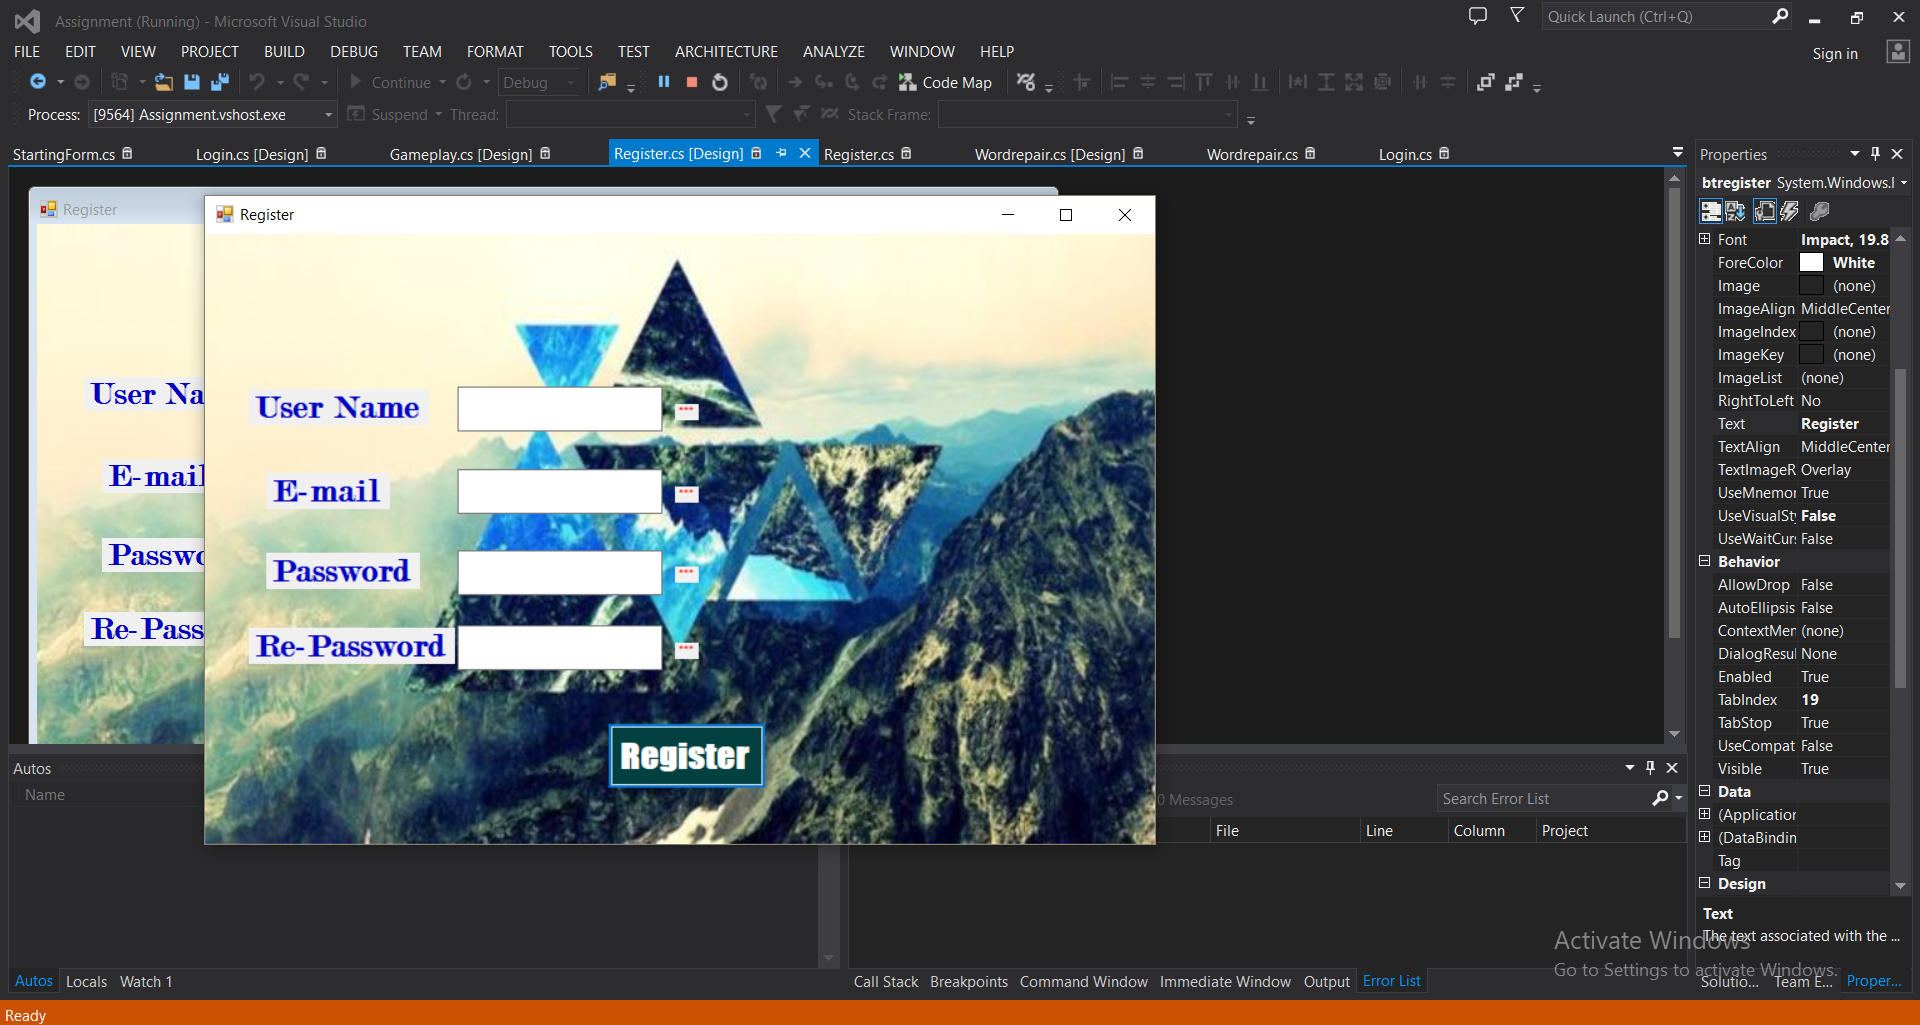 Assignment (Running) - Microsoft Visual Studio
Quick Launch (Ctrl+Q)
FILE EDIT VIEW PROJECT BUILD DEBUG TEAM FORMAT TOOLS TEST ARCHITECTURE ANALYZE WINDOW HELP
Sign in
Continue Debug Code Map
Process: [9564] Assignment.vshost.exe Suspend Thread: Stack Frame:
StartingForm.cs Login.cs [Design] Gameplay.cs [Design] Register.cs [Design] Register.cs Wordrepair.cs [Design] Wordrepair.cs Login.cs
Register
User Na
E-mail
Passwo
Re-Pass
Register
User Name ***
E-mail ***
Password ***
Re-Password ***
Register
Properties
btregister System.Windows.
Font Impact, 19.8
ForeColor White
Image (none)
ImageAlign MiddleCenter
ImageIndex (none)
ImageKey (none)
ImageList (none)
RightToLeft No
Text Register
TextAlign MiddleCenter
TextImageR Overlay
UseMnemor True
UseVisualSt False
UseWaitCur False
Behavior
AllowDrop False
AutoEllipsis False
ContextMen (none)
DialogResul None
Enabled True
TabIndex 19
TabStop True
UseCompat False
Visible True
Data
(Application
(DataBindin
Tag
Design
Text
The text associated with the ...
Autos
Name
0 Messages
Search Error List
File Line Column Project
Activate Windows
Go to Settings to activate Windows.
Autos Locals Watch 1
Call Stack Breakpoints Command Window Immediate Window Output Error List
Solutio... Team E... Proper...
Ready